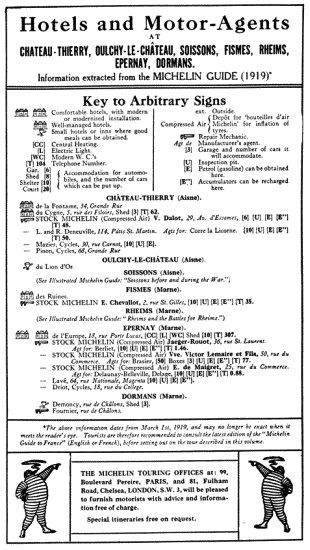 Hotels and Motor-Agents
AT
CHATEAU-THIERRY, OULCHY-LE-CHÂTEAU, SOISSONS, FISMES, RHEIMS,
EPERNAY, DORMANS.
Information extracted from the MICHELIN GUIDE (1919)*
Key to Arbitrary Signs
Comfortable hotels, with modern or modernised installation.
Well-managed hotels.
Small hotels or inns where good meals can be obtained.
[CC] Central Heating.
[L] Electric Light.
[WC] Modern W. C.'s
[T] 104 Telephone Number.
Gar. [6]
Shed [8]
Shelter [10]
Court [20]
Accommodation for automobiles, and the number of cars which can be put up.
ext. Outside.
Compressed Air Depôt for 'bouteilles d'air Michelin' for inflation of tyres.
Repair Mechanic.
Agt de Manufacturer's agent.
[3] Garage and number of cars it will accommodate.
[U] Inspection pit.
[E] Petrol (gasoline) can be obtained here.
[E"] Accumulators can be recharged here.
CHÂTEAU-THIERRY (Aisne).
de la Fontaine, 34, Grande Rue
du Cygne, 5, rue des Filoirs, Shed [3] [T] 62.
STOCK MICHELIN (Compressed Air) V. Dalot, 29, Av. d'Essomes, [6] [U] [E] [E"]
[T] 48.
— L. and R. Deneuville, 114, Place St. Martin. Agts for: Corre la Licorne. [10] [U] [E] [E"]
[T] 50.
— Mazier, Cycles, 30, rue Carnot, [10] [U] [E].
— Pinon, Cycles, 68, Grande Rue
OULCHY-LE-CHÂTEAU (Aisne).
du Lion d'Or
SOISSONS (Aisne).
(See Illustrated Michelin Guide: "Soissons before and during the War.")
FISMES (Marne).
des Ruines.
STOCK MICHELIN E. Chevallot, 2, rue St. Gilles, [10] [U] [E] [E"] [T] 35.
RHEIMS (Marne).
(See Illustrated Michelin Guide: "Rheims and the Battles for Rheims.")
EPERNAY (Marne).
de l'Europe, 18, rue Porte Lucas, [CC] [L] [WC] Shed [10] [T] 307.
— STOCK MICHELIN (Compressed Air) Jaeger-Rouot, 36, rue St. Laurent.
Agt for: Berliet, [10] [U] [E] [E"] [T] 1.46.
— STOCK MICHELIN (Compressed Air) Vve. Victor Lemaire et Fils, 50, rue du
Commerce. Agts for: Brasier, [50] [U] [E] [E"] [T] 77.
— STOCK MICHELIN (Compressed Air) E. de Maigret, 25, rue du Commerce.
Agt for: Delaunay-Belleville, Delage, [10] [U] [E] [E"] [T] 0.88.
— Lavé, 64, rue Nationale, Magenta [10] [U] [E] [E"].
— Driot, Cycles, 18, rue du Collège.
DORMANS (Marne).
Demoncy, rue de Châlons, Shed [3].
Fournier, rue de Châlons.
*The above information dates from March 1st, 1919, and may no longer be exact when it
meets the reader's eye. Tourists are therefore recommended to consult the latest edition of the "Michelin
Guide to France" (English or French), before setting out on the tour described in this volume.
THE MICHELIN TOURING OFFICES at: 99,
Boulevard Pereire, PARIS, and 81, Fulham
Road, Chelsea, LONDON, S.W. 3, will be pleased
to furnish motorists with advice and information free of charge.
Special itineraries free on request.